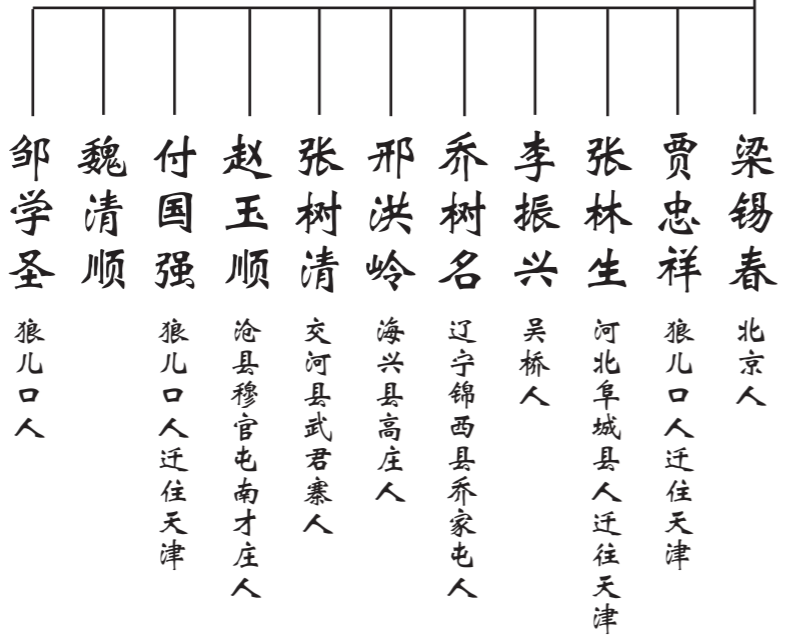 梁锡春
北京人
贾忠祥
狼儿口人迁住天津
张林生
河北阜城县人迁往天津
李振兴
吴桥人
乔树名
辽宁锦西县乔家屯人
邢洪岭
海兴县高庄人
张树清
交河县武君寨人
赵玉顺
沧县穆官屯南才庄人
付国强
狼儿口人迁住天津
魏清顺
邹学圣
狼儿口人